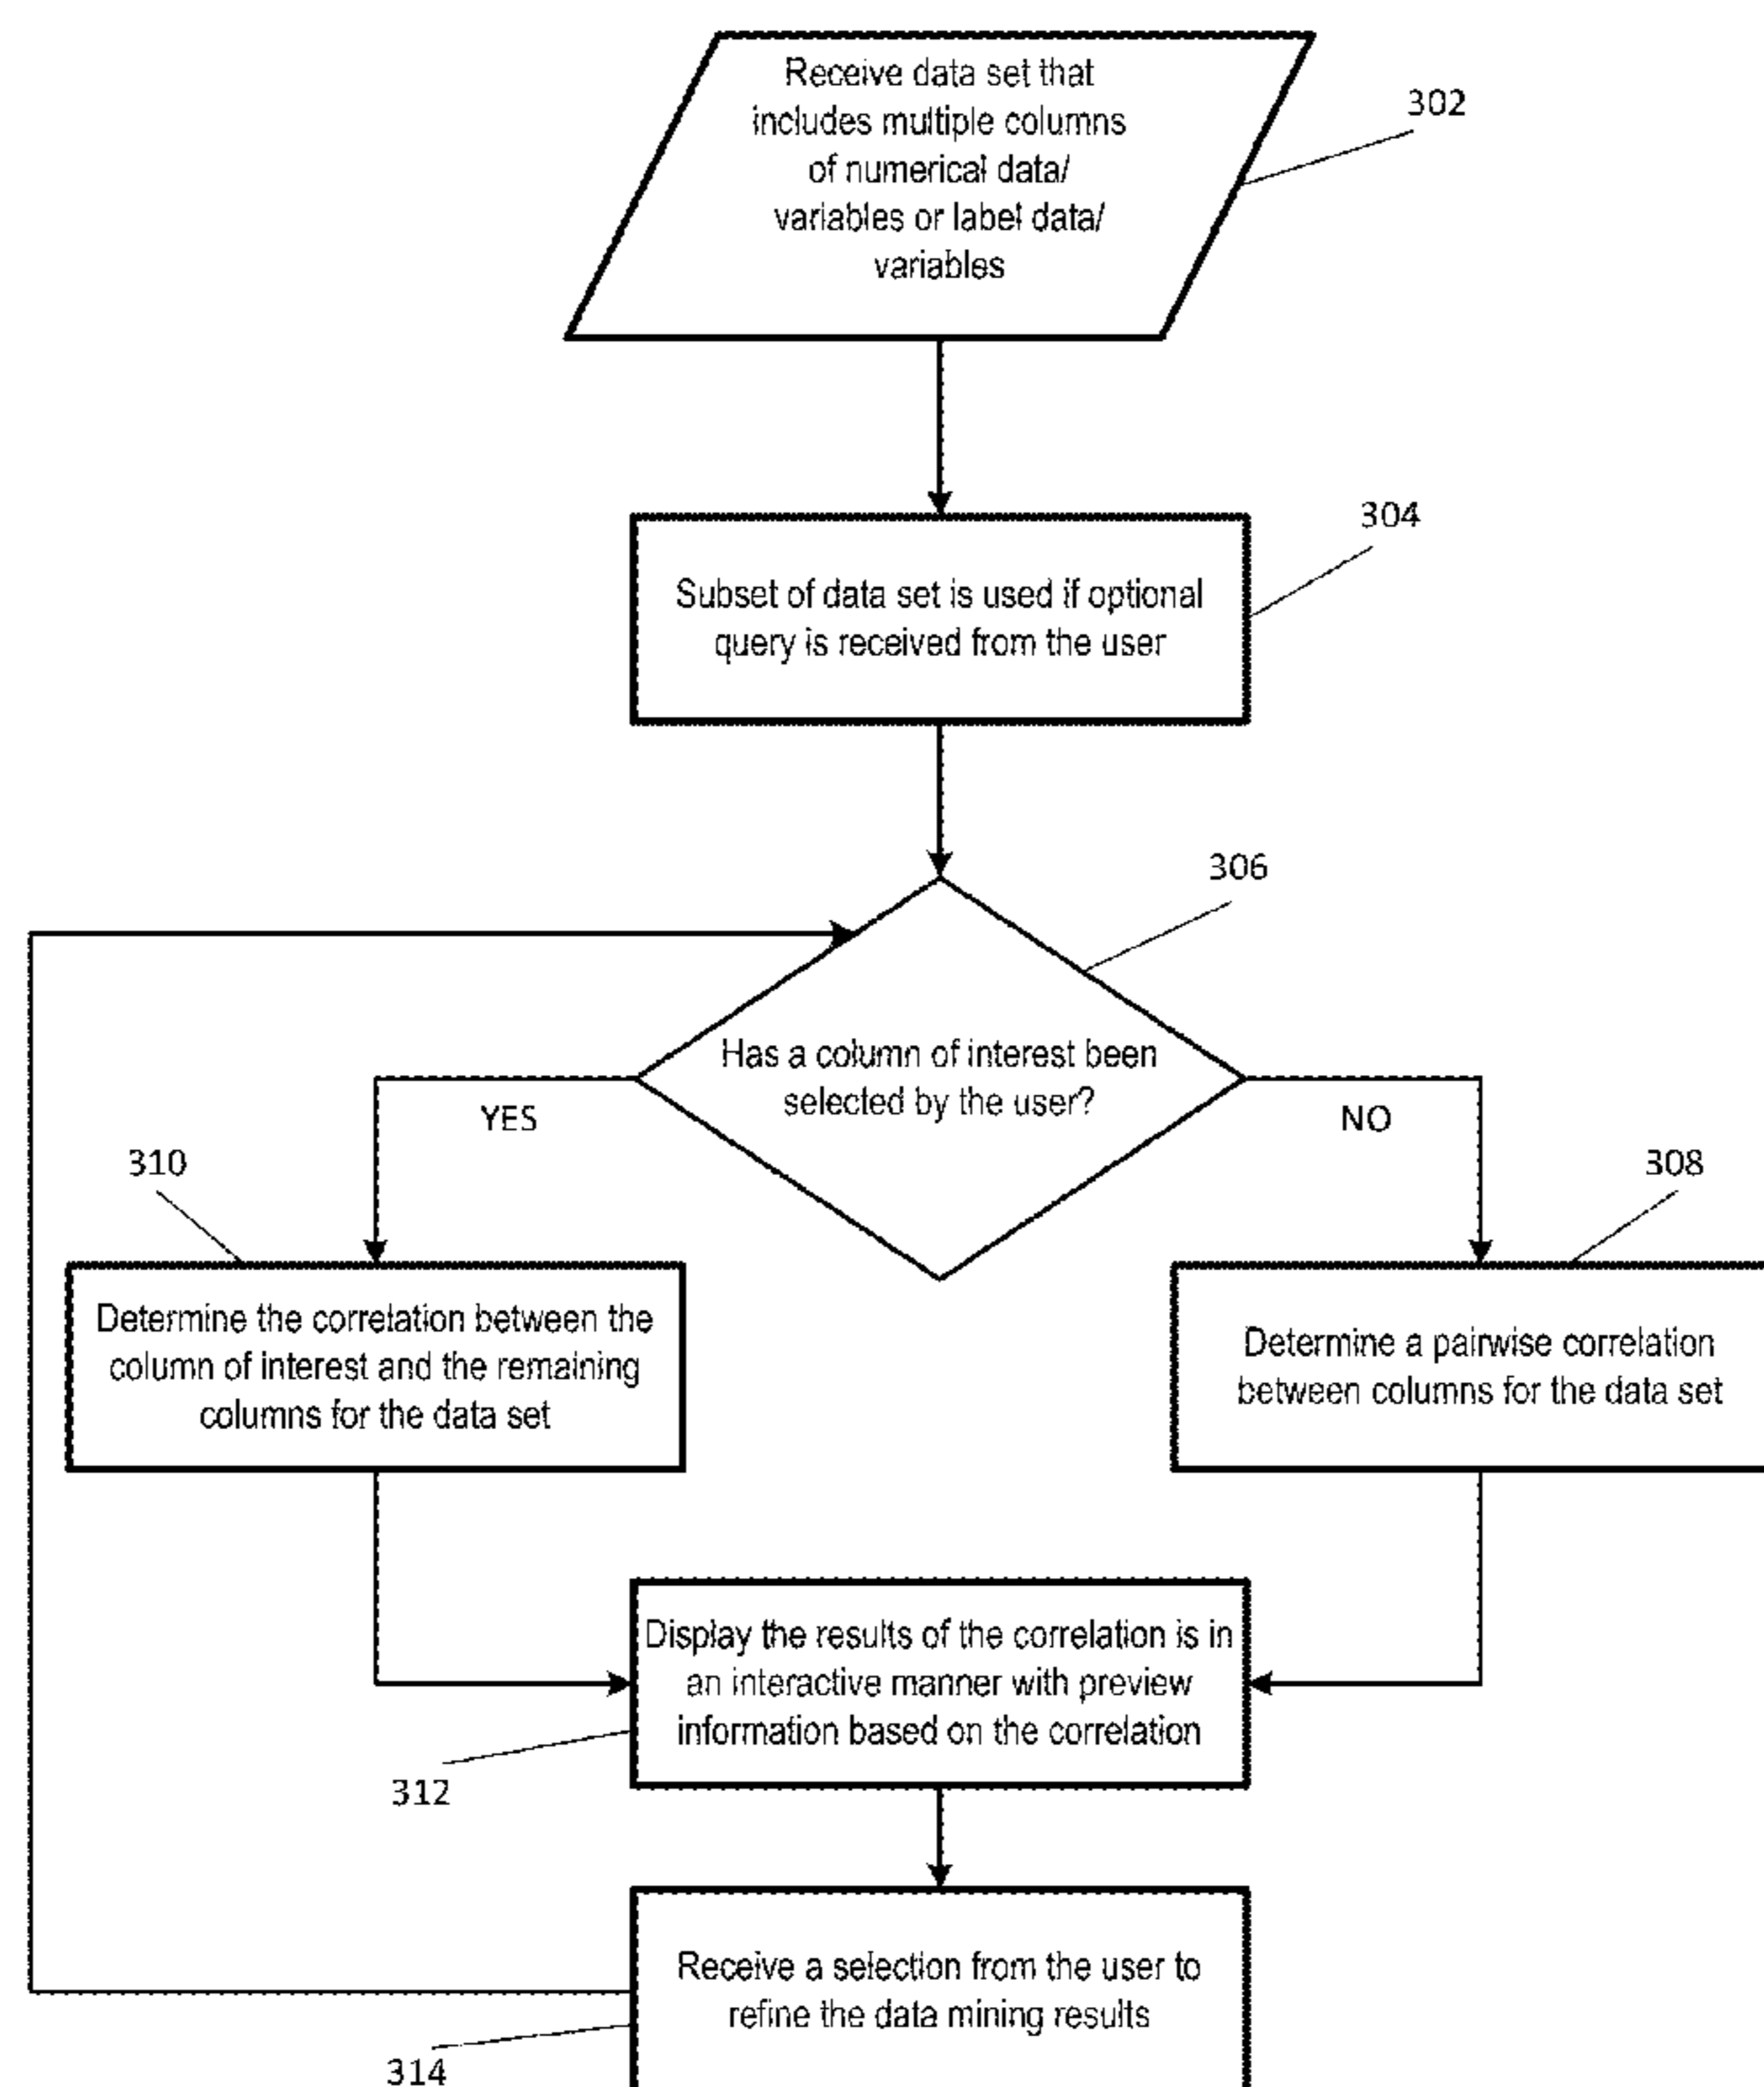 Receive data set that
includes multiple columns
of numerical data/
variables or label data/
variables
302
304
Subset of data set is used if optional
query is received from the user
306
Has a column of interest been
selected by the user?
YES
NO
310
308
Determine the correlation between the
column of interest and the remaining
columns for the data set
Determine a pairwise correlation
between columns for the data set
Display the results of the correlation is in
an interactive manner with preview
information based on the correlation
312
Receive a selection from the user to
refine the data mining results
314